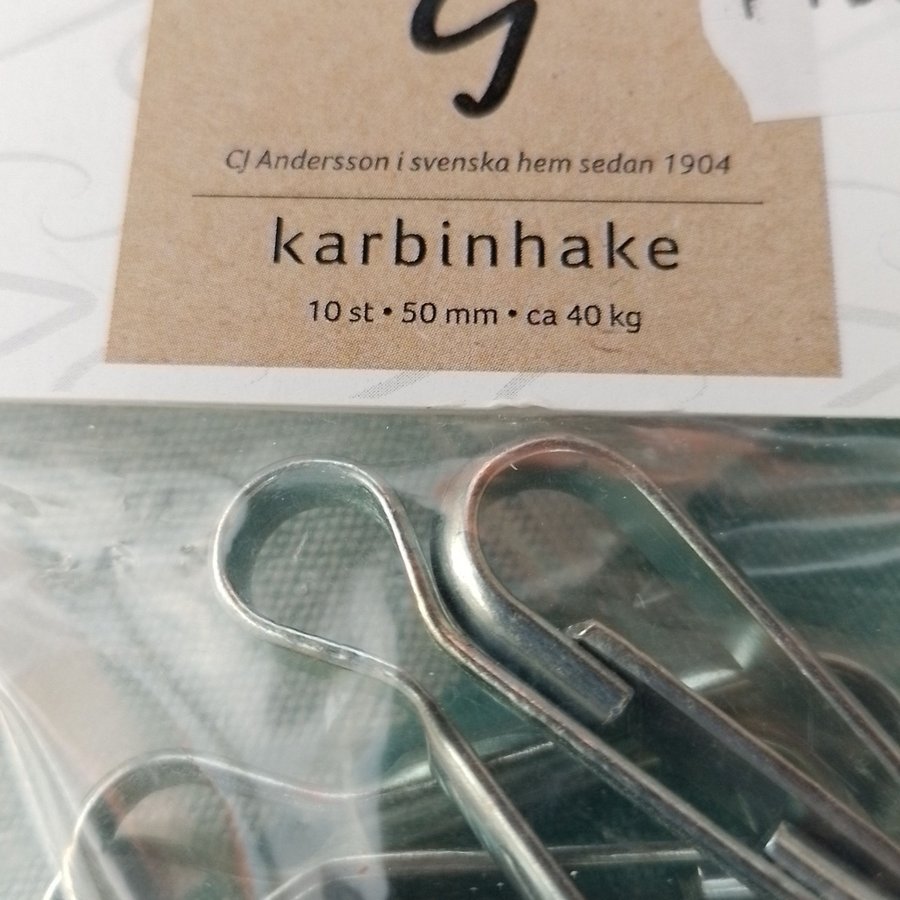 CJ Andersson i svenska hem sedan 1904
karbinhake
10 st • 50 mm • ca 40 kg